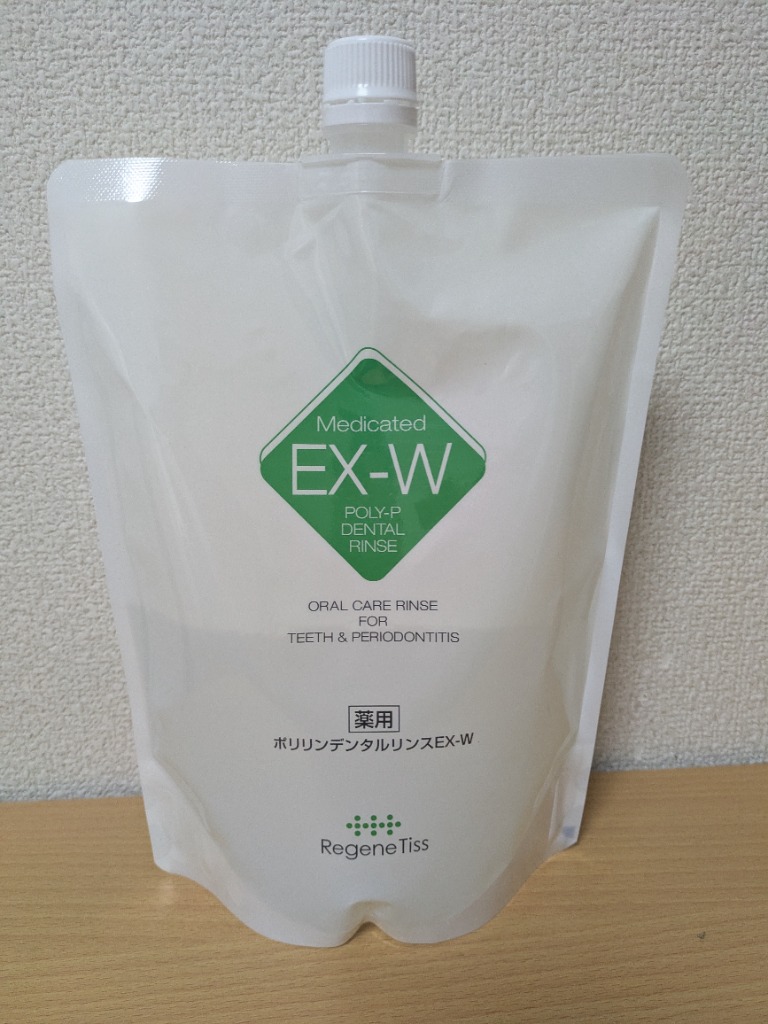 Medicated
EX-W
POLY-P
DENTAL
RINSE
ORAL CARE RINSE
FOR
TEETH & PERIODONTITIS
薬用
ポリリンデンタルリンスEX-W
RegeneTiss